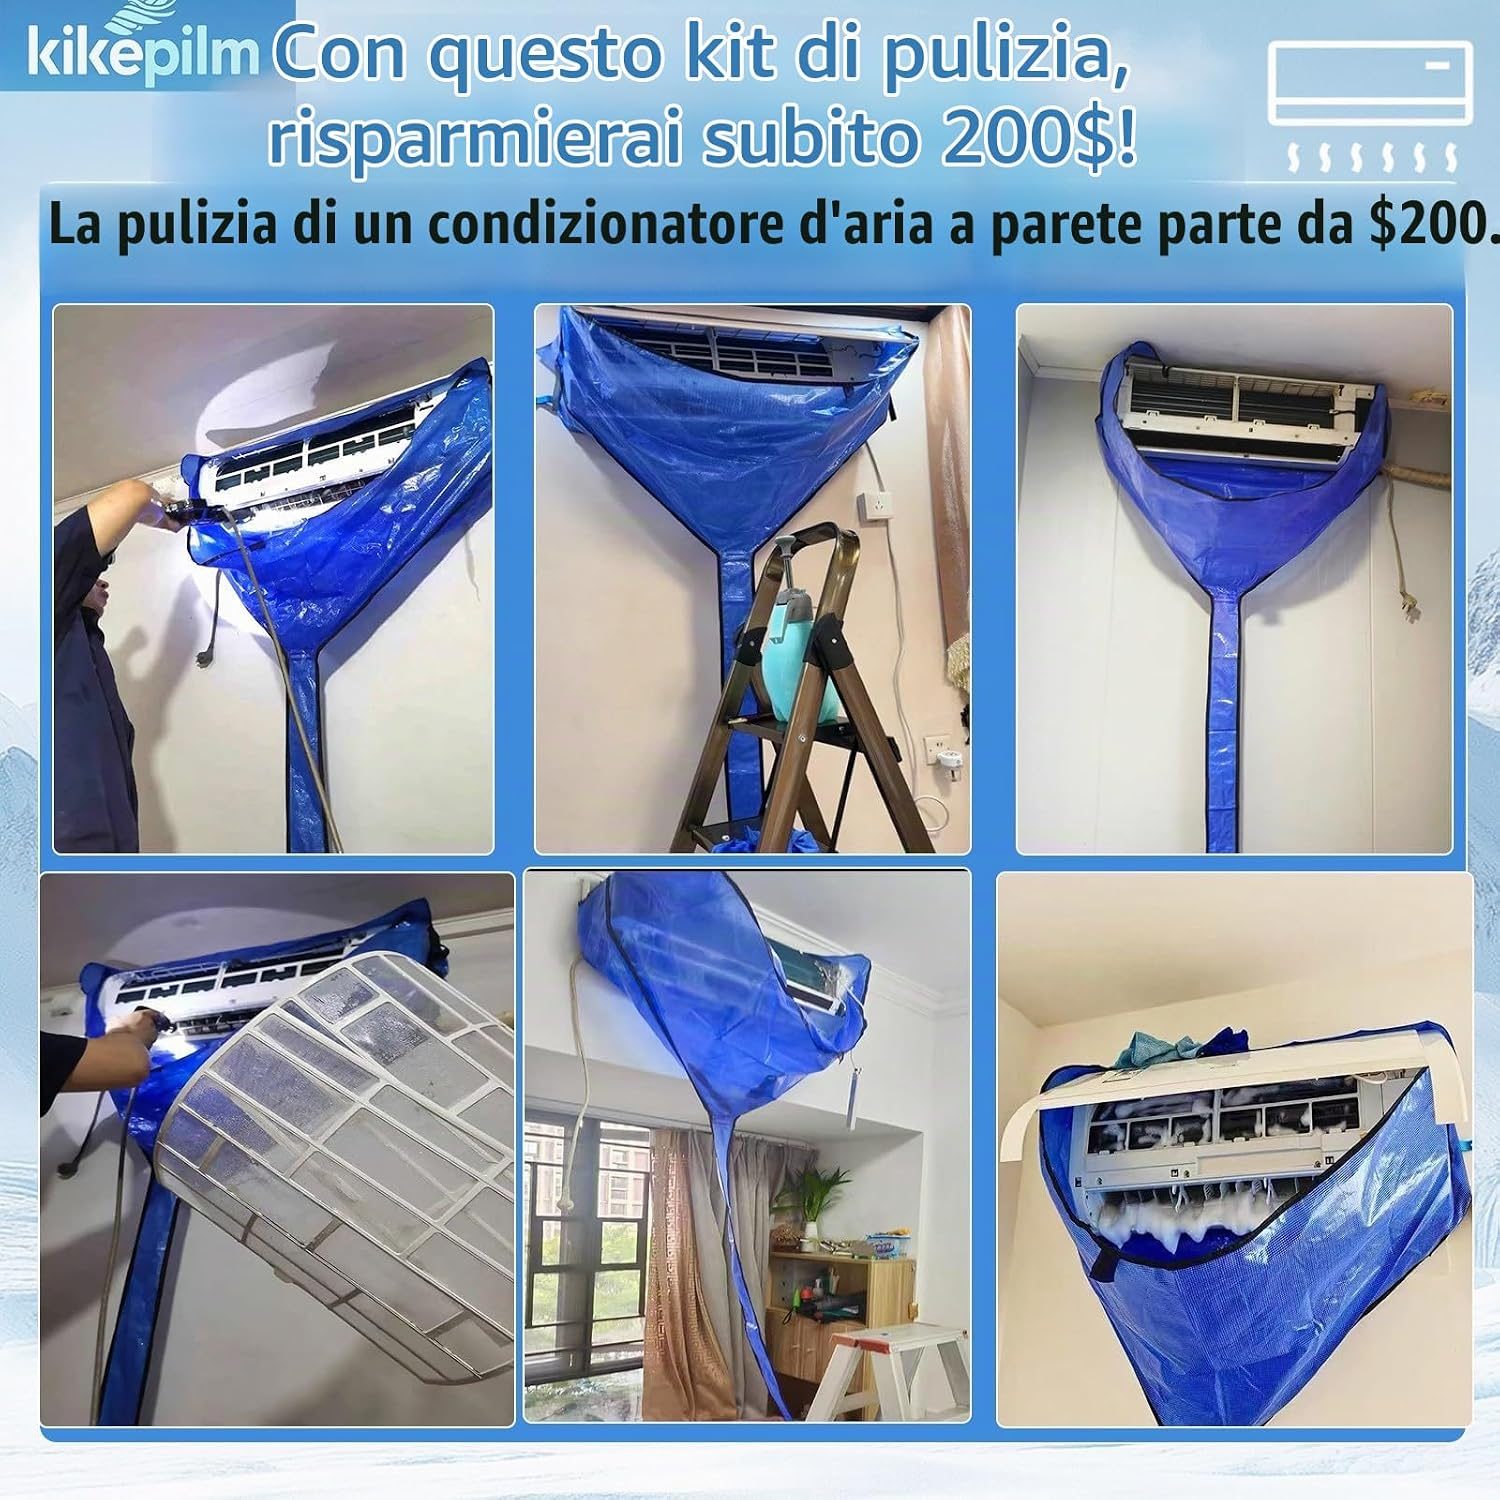 kikepilm
Con questo kit di pulizia,
risparmierai subito 200$!
La pulizia di un condizionatore d'aria a parete parte da $200.